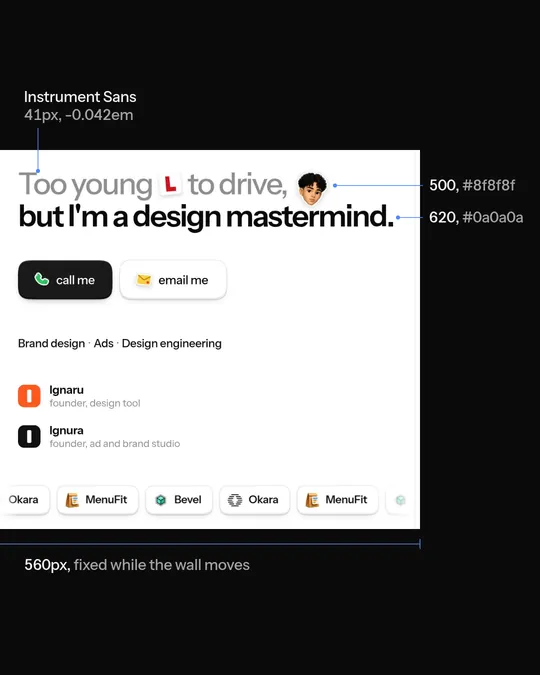 Instrument Sans
41px, -0.042em
Too young L to drive,
500, #8f8f8f
but I'm a design mastermind.
620, #0a0a0a
call me
email me
Brand design · Ads · Design engineering
Ignaru
founder, design tool
Ignura
founder, ad and brand studio
Okara MenuFit Bevel Okara MenuFit
560px, fixed while the wall moves